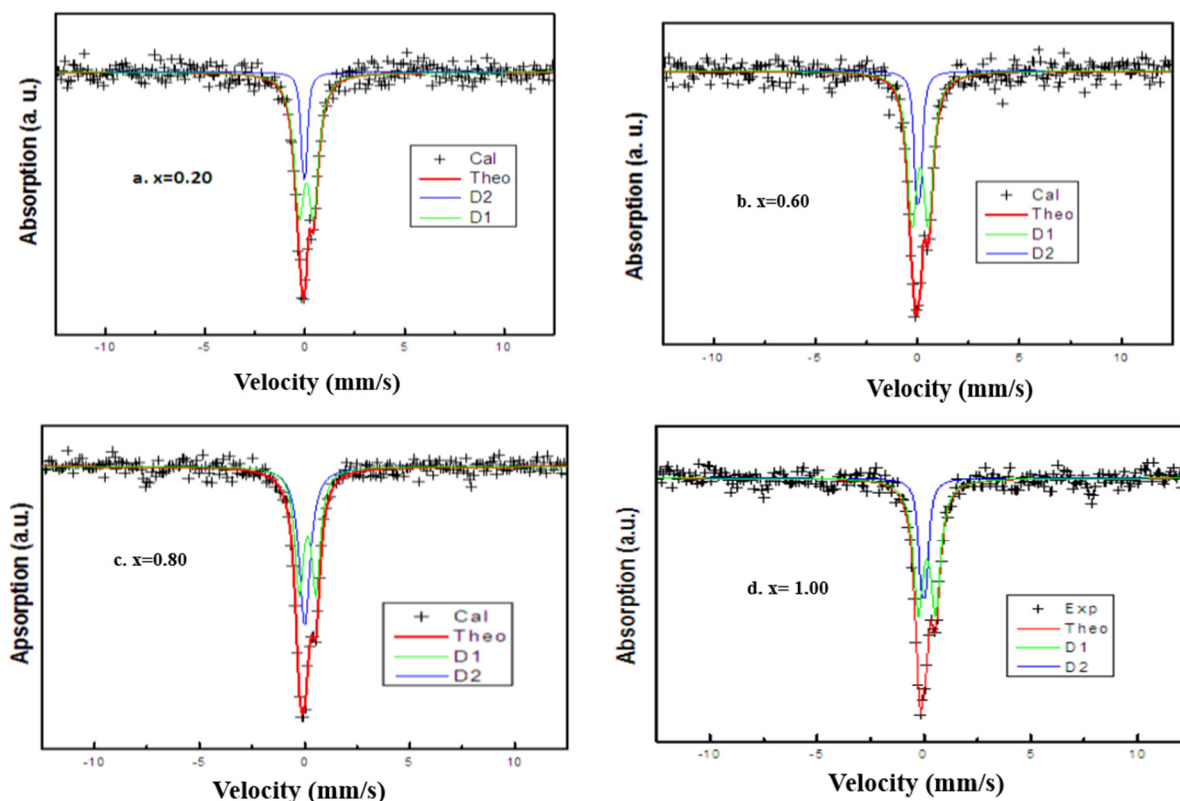 Absorption (a. u.)
a. x=0.20
Cal
Theo
D2
D1
-10 -5 0 5 10
Velocity (mm/s)
Absorption (a. u.)
b. x=0.60
Cal
Theo
D1
D2
-10 -5 0 5 10
Velocity (mm/s)
Apsorption (a.u.)
c. x=0.80
Cal
Theo
D1
D2
-10 -5 0 5 10
Velocity (mm/s)
Absorption (a.u.)
d. x= 1.00
Exp
Theo
D1
D2
-10 -5 0 5 10
Velocity (mm/s)